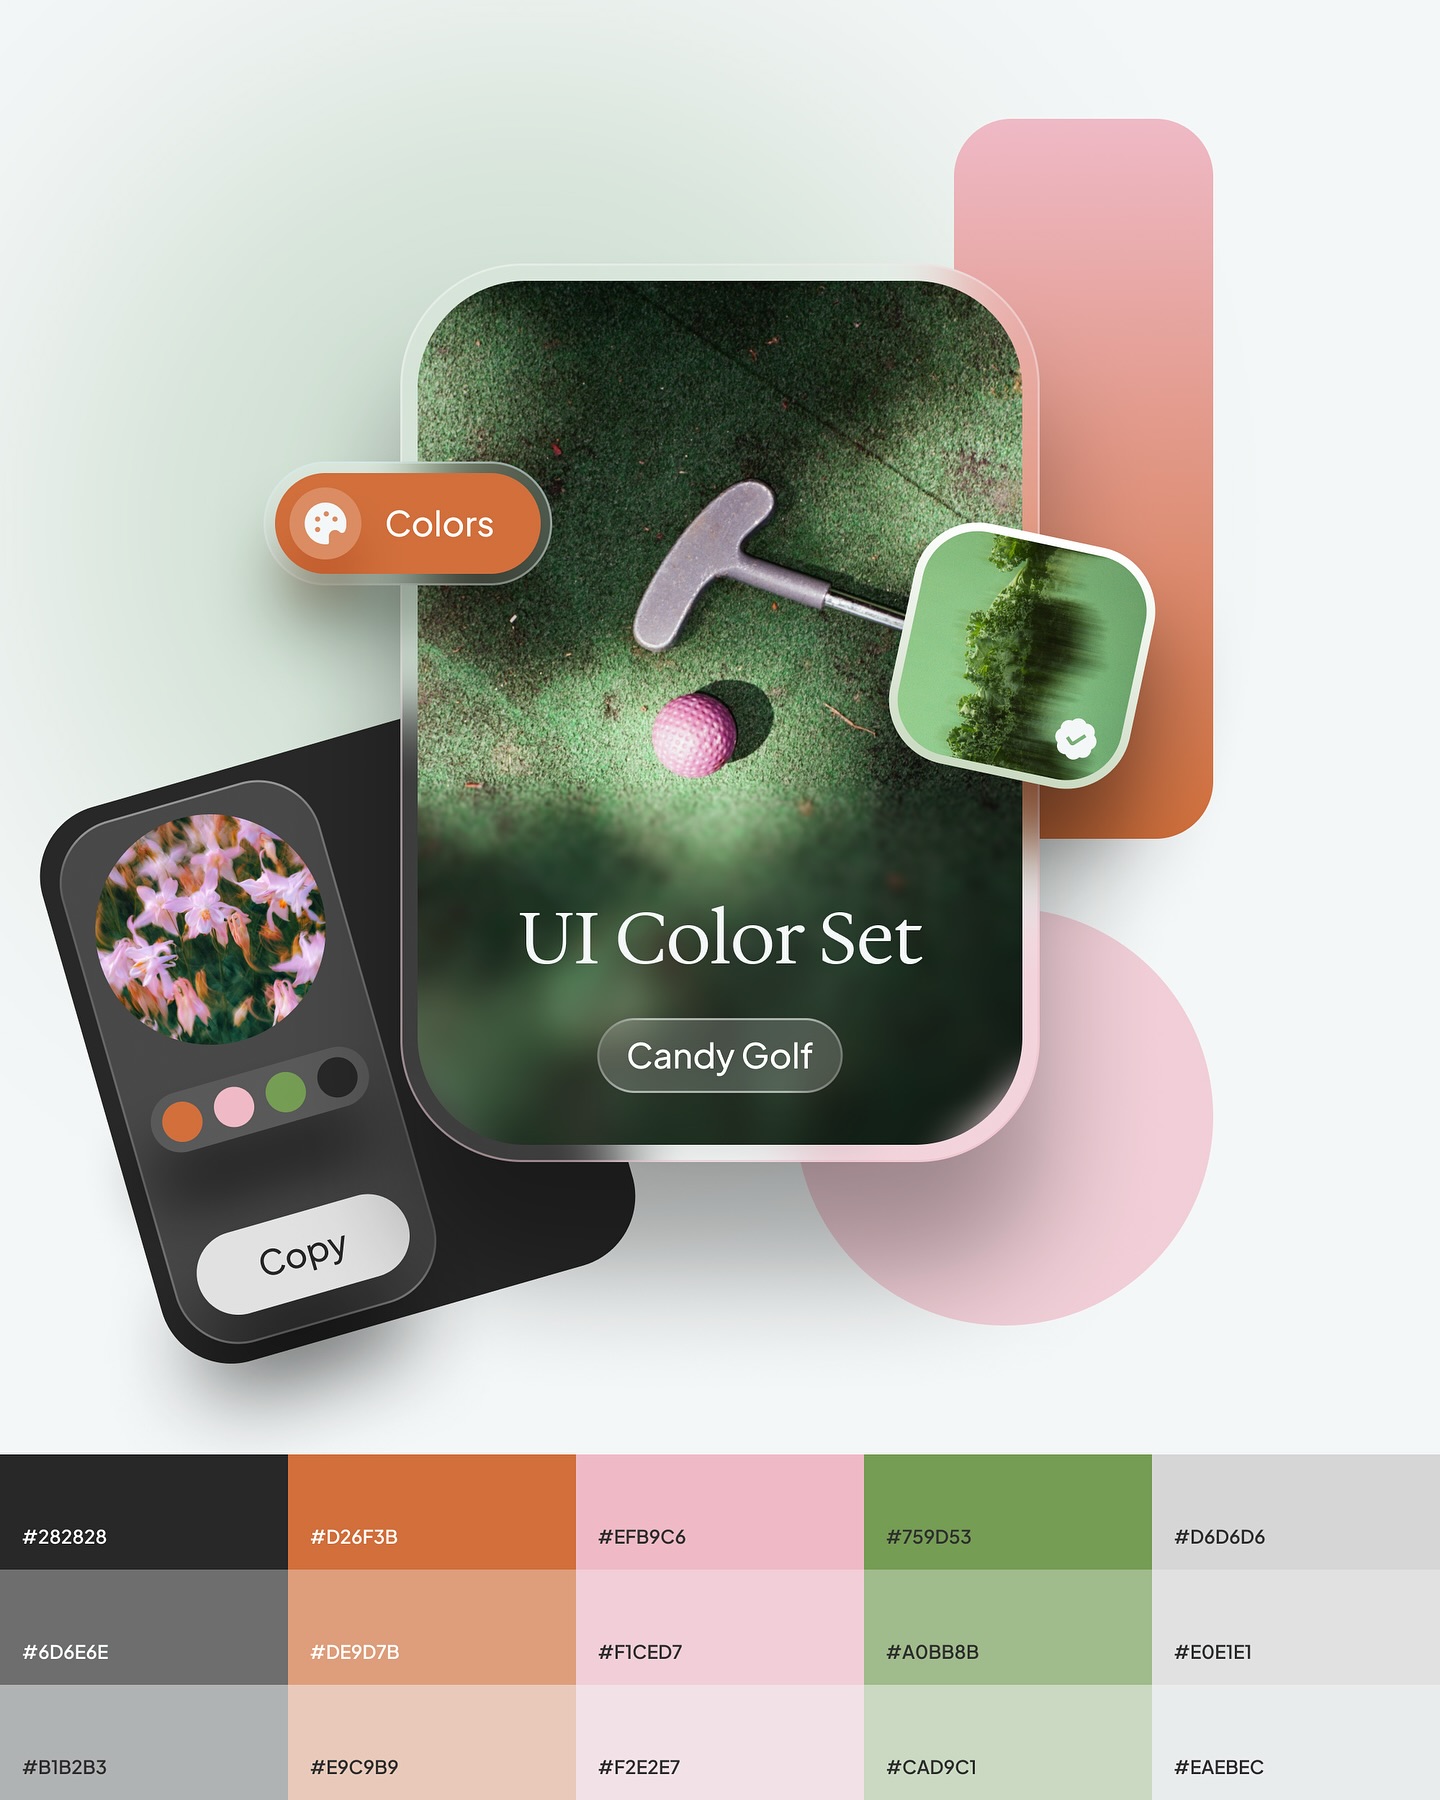 Colors
UI Color Set
Candy Golf
Copy
#282828
#D26F3B
#EFB9C6
#759D53
#D6D6D6
#6D6E6E
#DE9D7B
#F1CED7
#A0BB8B
#E0E1E1
#B1B2B3
#E9C9B9
#F2E2E7
#CAD9C1
#EAEBEC